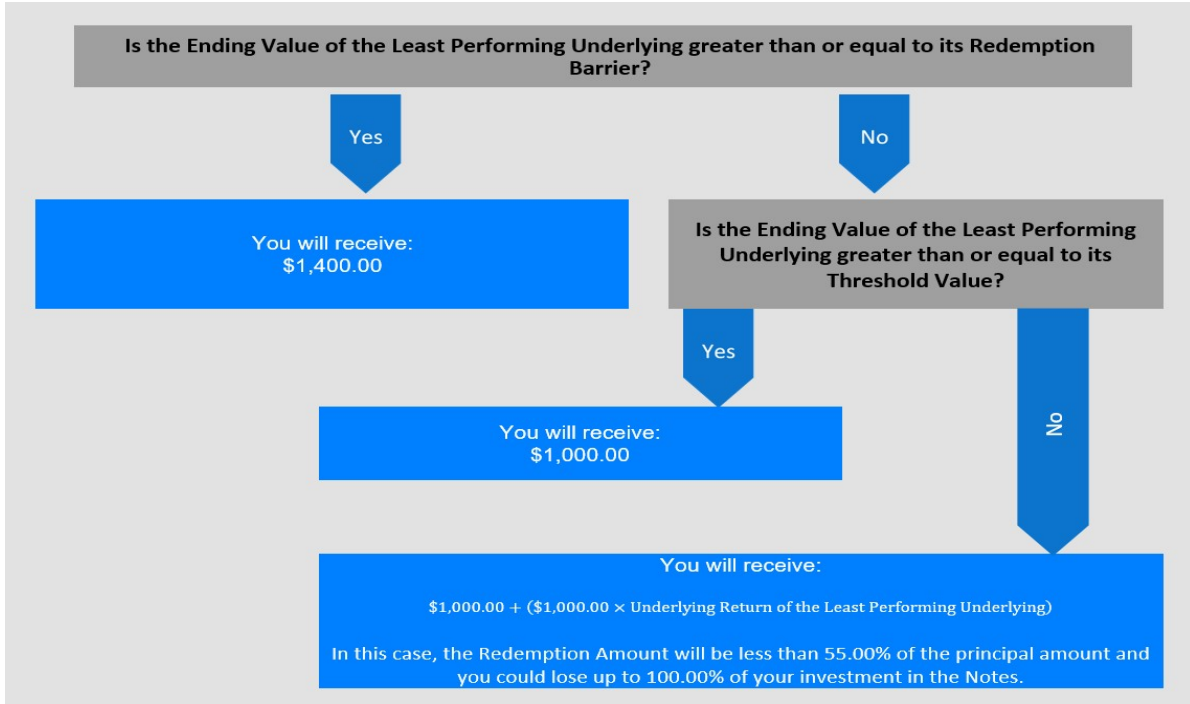 Is the Ending Value of the Least Performing Underlying greater than or equal to its Redemption
Barrier?
Yes
No
You will receive:
$1,400.00
Is the Ending Value of the Least Performing
Underlying greater than or equal to its
Threshold Value?
Yes
No
You will receive:
$1,000.00
You will receive:
$1,000.00 + ($1,000.00 × Underlying Return of the Least Performing Underlying)
In this case, the Redemption Amount will be less than 55.00% of the principal amount and
you could lose up to 100.00% of your investment in the Notes.